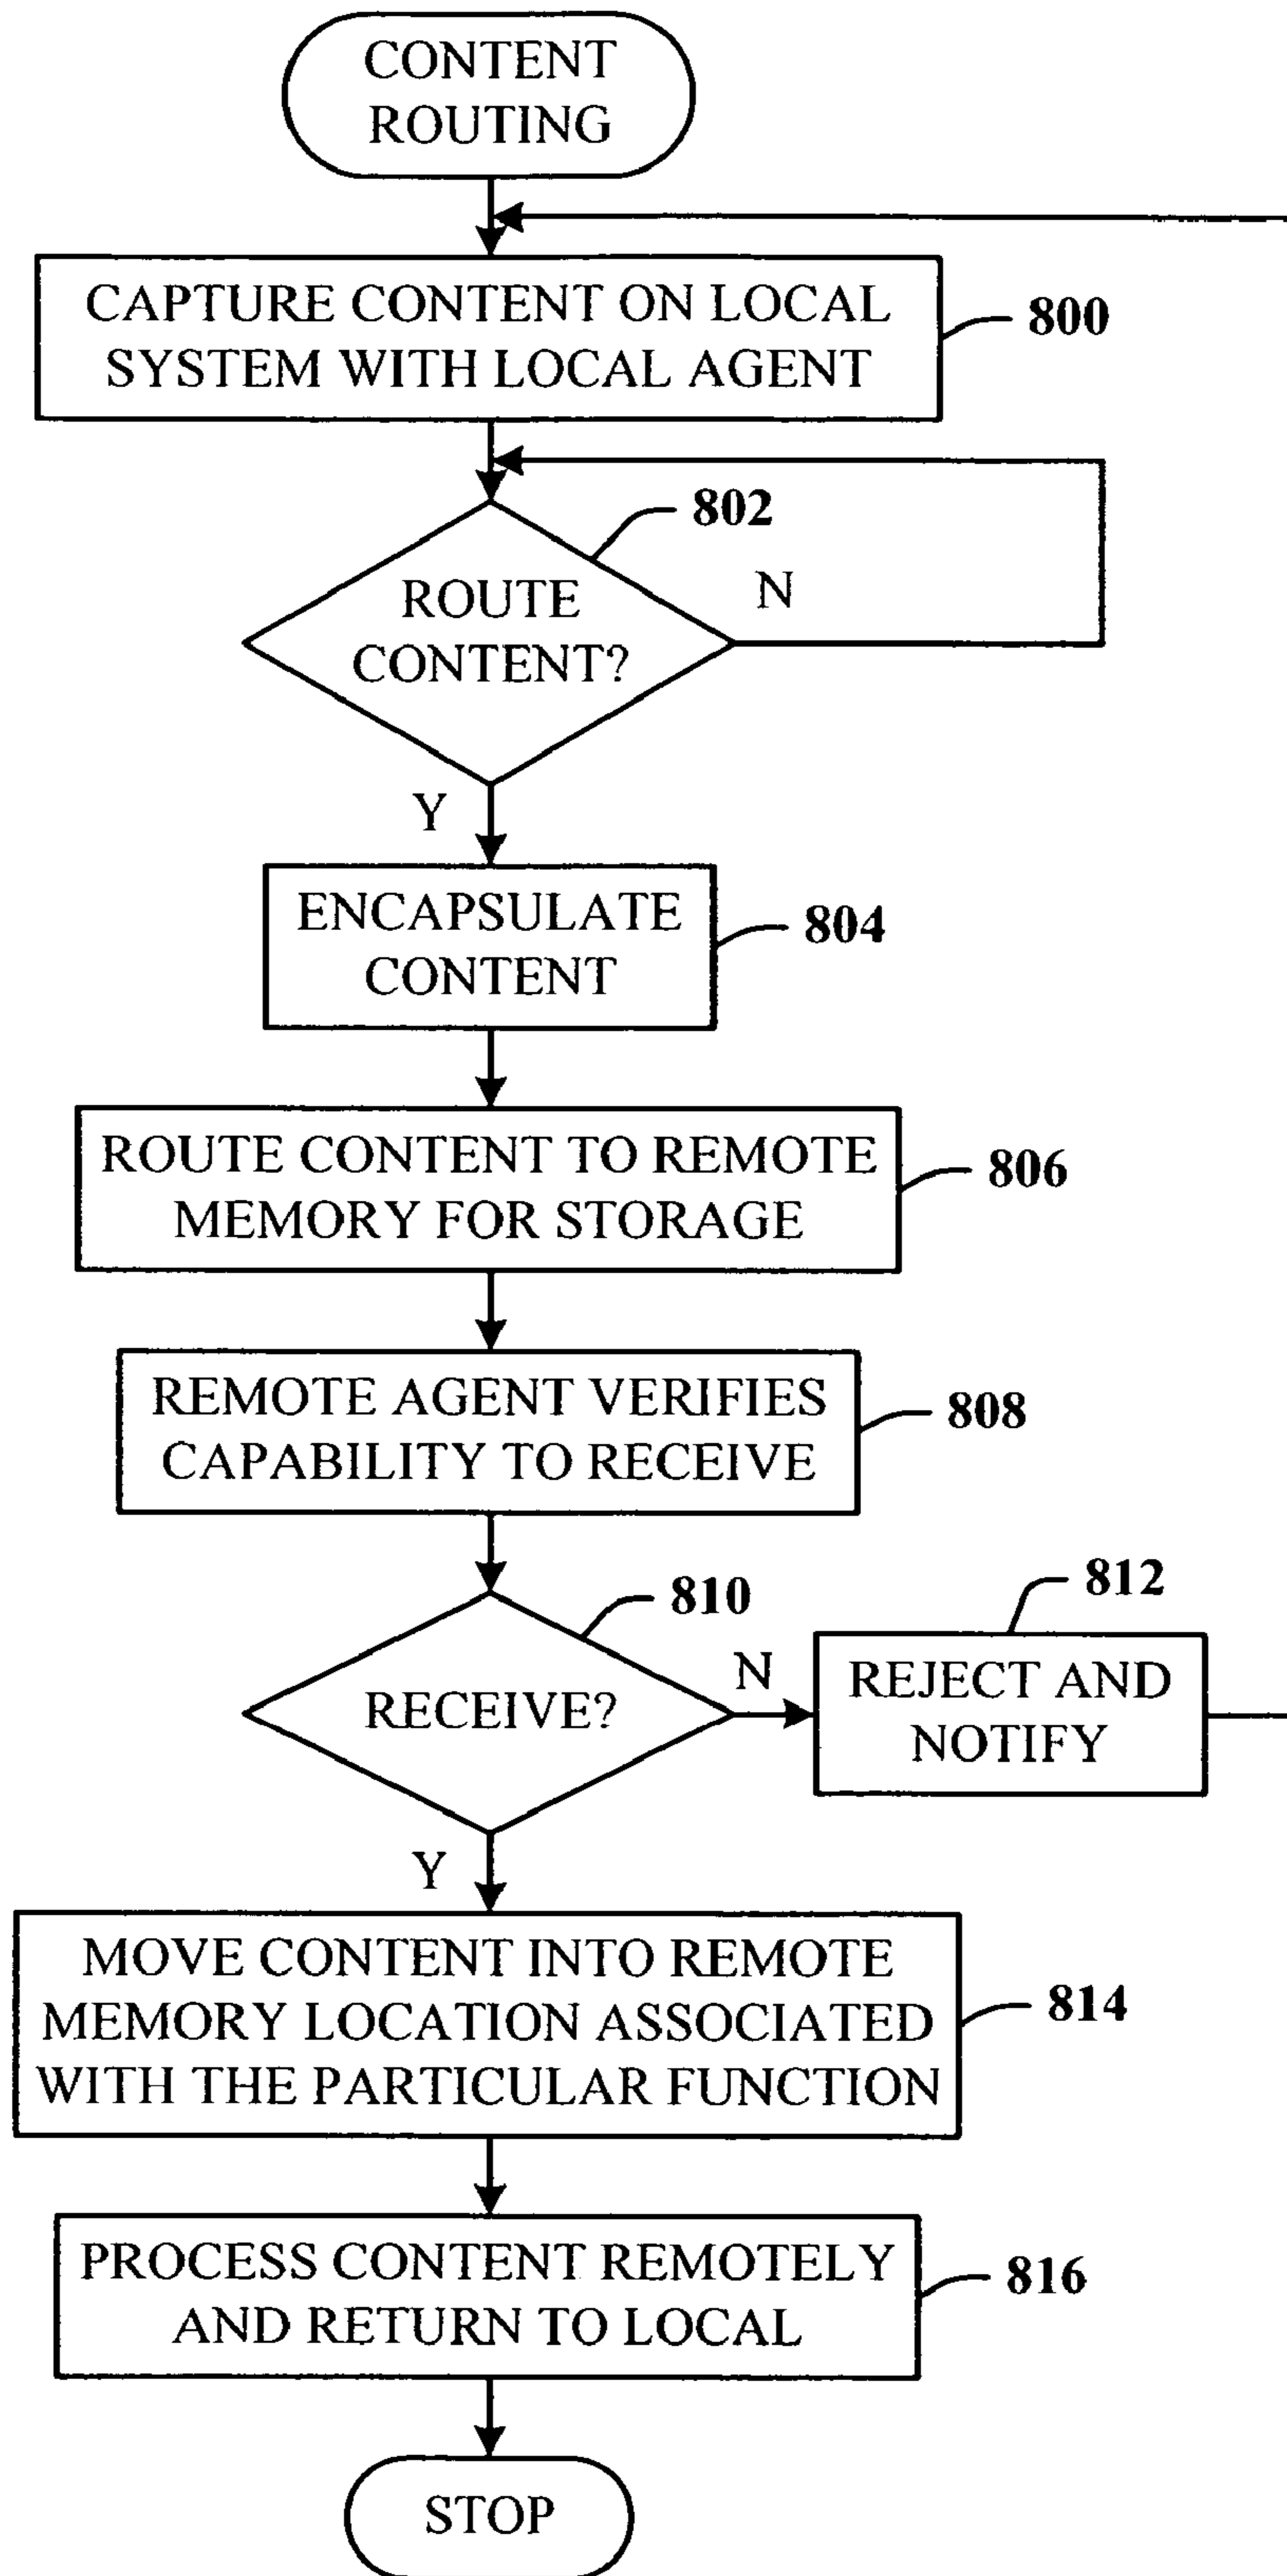 CONTENT
ROUTING
CAPTURE CONTENT ON LOCAL
SYSTEM WITH LOCAL AGENT
800
802
ROUTE
CONTENT?
N
Y
ENCAPSULATE
CONTENT
804
ROUTE CONTENT TO REMOTE
MEMORY FOR STORAGE
806
REMOTE AGENT VERIFIES
CAPABILITY TO RECEIVE
808
810
RECEIVE?
N
812
REJECT AND
NOTIFY
Y
MOVE CONTENT INTO REMOTE
MEMORY LOCATION ASSOCIATED
WITH THE PARTICULAR FUNCTION
814
PROCESS CONTENT REMOTELY
AND RETURN TO LOCAL
816
STOP